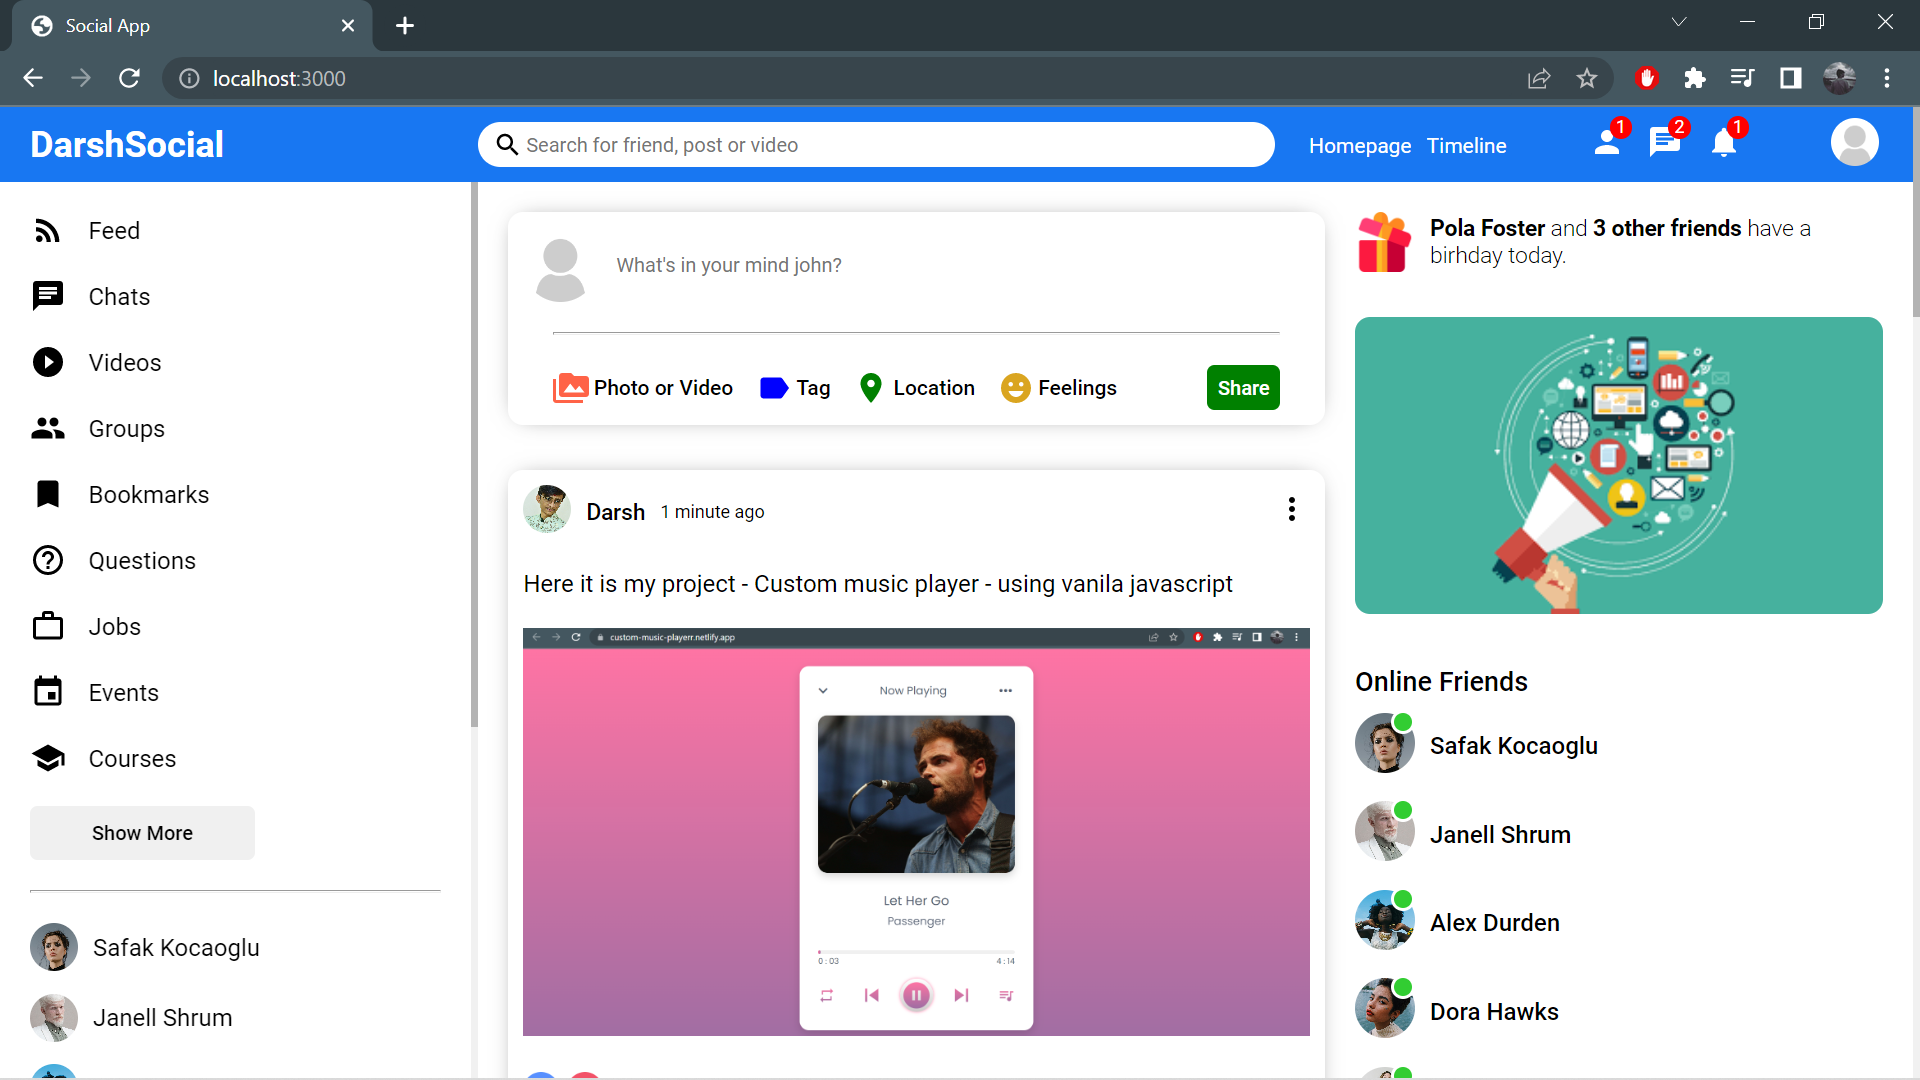 Social App
localhost:3000
DarshSocial
Search for friend, post or video
Homepage
Timeline
1
2
1
Feed
Chats
Videos
Groups
Bookmarks
Questions
Jobs
Events
Courses
Show More
Safak Kocaoglu
Janell Shrum
What's in your mind john?
Photo or Video
Tag
Location
Feelings
Share
Darsh
1 minute ago
Here it is my project - Custom music player - using vanila javascript
custom-music-playerr.netlify.app
Now Playing
Let Her Go
Passenger
0 : 03
4 : 14
Pola Foster and 3 other friends have a
birhday today.
Online Friends
Safak Kocaoglu
Janell Shrum
Alex Durden
Dora Hawks